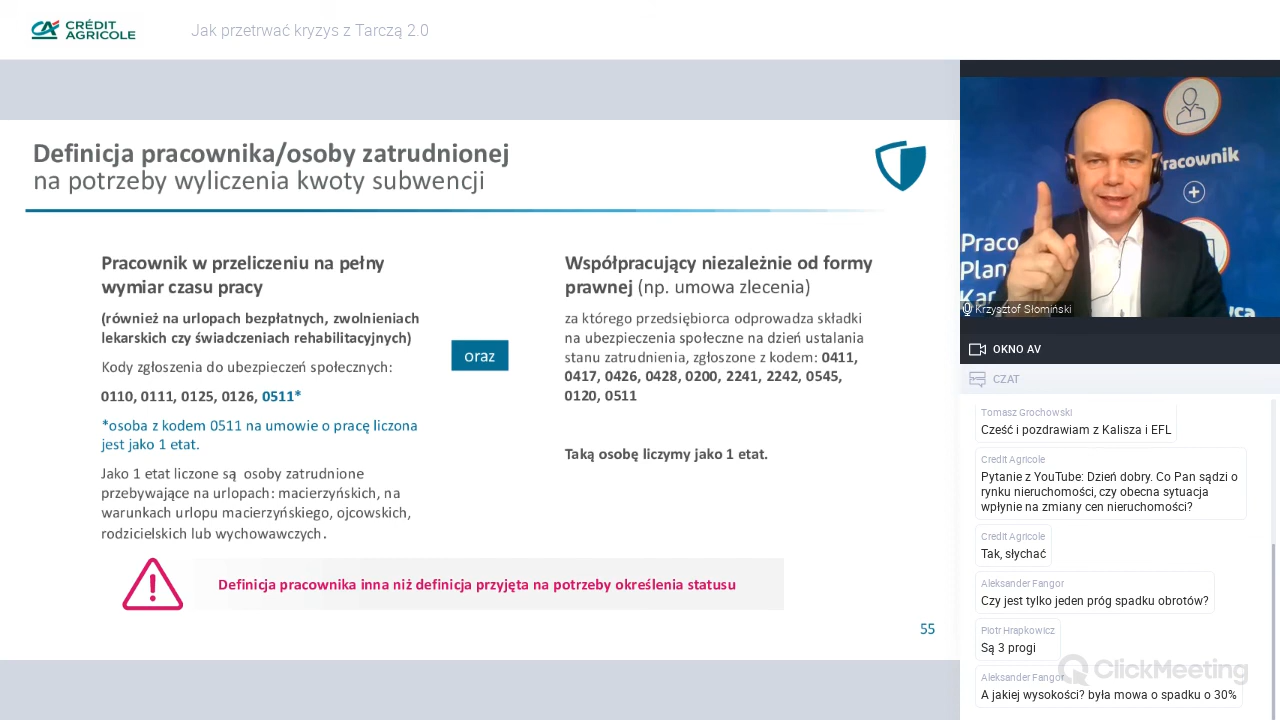 CRÉDIT
AGRICOLE
Jak przetrwać kryzys z Tarczą 2.0
Definicja pracownika/osoby zatrudnionej
na potrzeby wyliczenia kwoty subwencji
Pracownik w przeliczeniu na pełny
wymiar czasu pracy
(również na urlopach bezpłatnych, zwolnieniach
lekarskich czy świadczeniach rehabilitacyjnych)
Kody zgłoszenia do ubezpieczeń społecznych:
0110, 0111, 0125, 0126, 0511*
*osoba z kodem 0511 na umowie o pracę liczona
jest jako 1 etat.
Jako 1 etat liczone są osoby zatrudnione
przebywające na urlopach: macierzyńskich, na
warunkach urlopu macierzyńskiego, ojcowskich,
rodzicielskich lub wychowawczych.
oraz
Współpracujący niezależnie od formy
prawnej (np. umowa zlecenia)
za którego przedsiębiorca odprowadza składki
na ubezpieczenia społeczne na dzień ustalania
stanu zatrudnienia, zgłoszone z kodem: 0411,
0417, 0426, 0428, 0200, 2241, 2242, 0545,
0120, 0511
Taką osobę liczymy jako 1 etat.
Definicja pracownika inna niż definicja przyjęta na potrzeby określenia statusu
55
racownik
Praco
Plan
Ka
Krzysztof Słomiński
OKNO AV
CZAT
Tomasz Grochowski
Cześć i pozdrawiam z Kalisza i EFL
Credit Agricole
Pytanie z YouTube: Dzień dobry. Co Pan sądzi o
rynku nieruchomości, czy obecna sytuacja
wpłynie na zmiany cen nieruchomości?
Credit Agricole
Tak, słychać
Aleksander Fangor
Czy jest tylko jeden próg spadku obrotów?
Piotr Hrapkowicz
Są 3 progi
ClickMeeting
Aleksander Fangor
A jakiej wysokości? była mowa o spadku o 30%